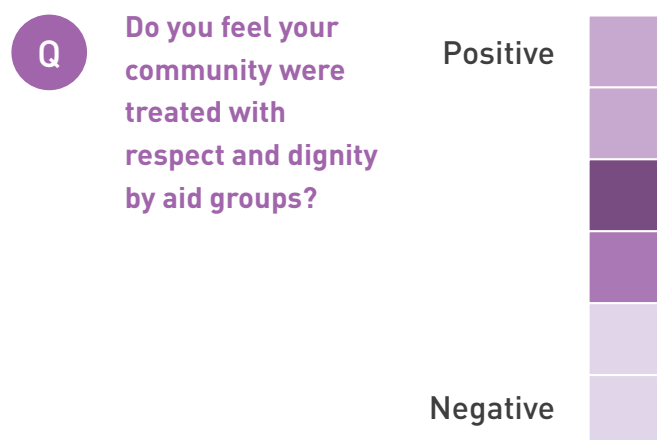 Q
Do you feel your
community were
treated with
respect and dignity
by aid groups?
Positive
Negative